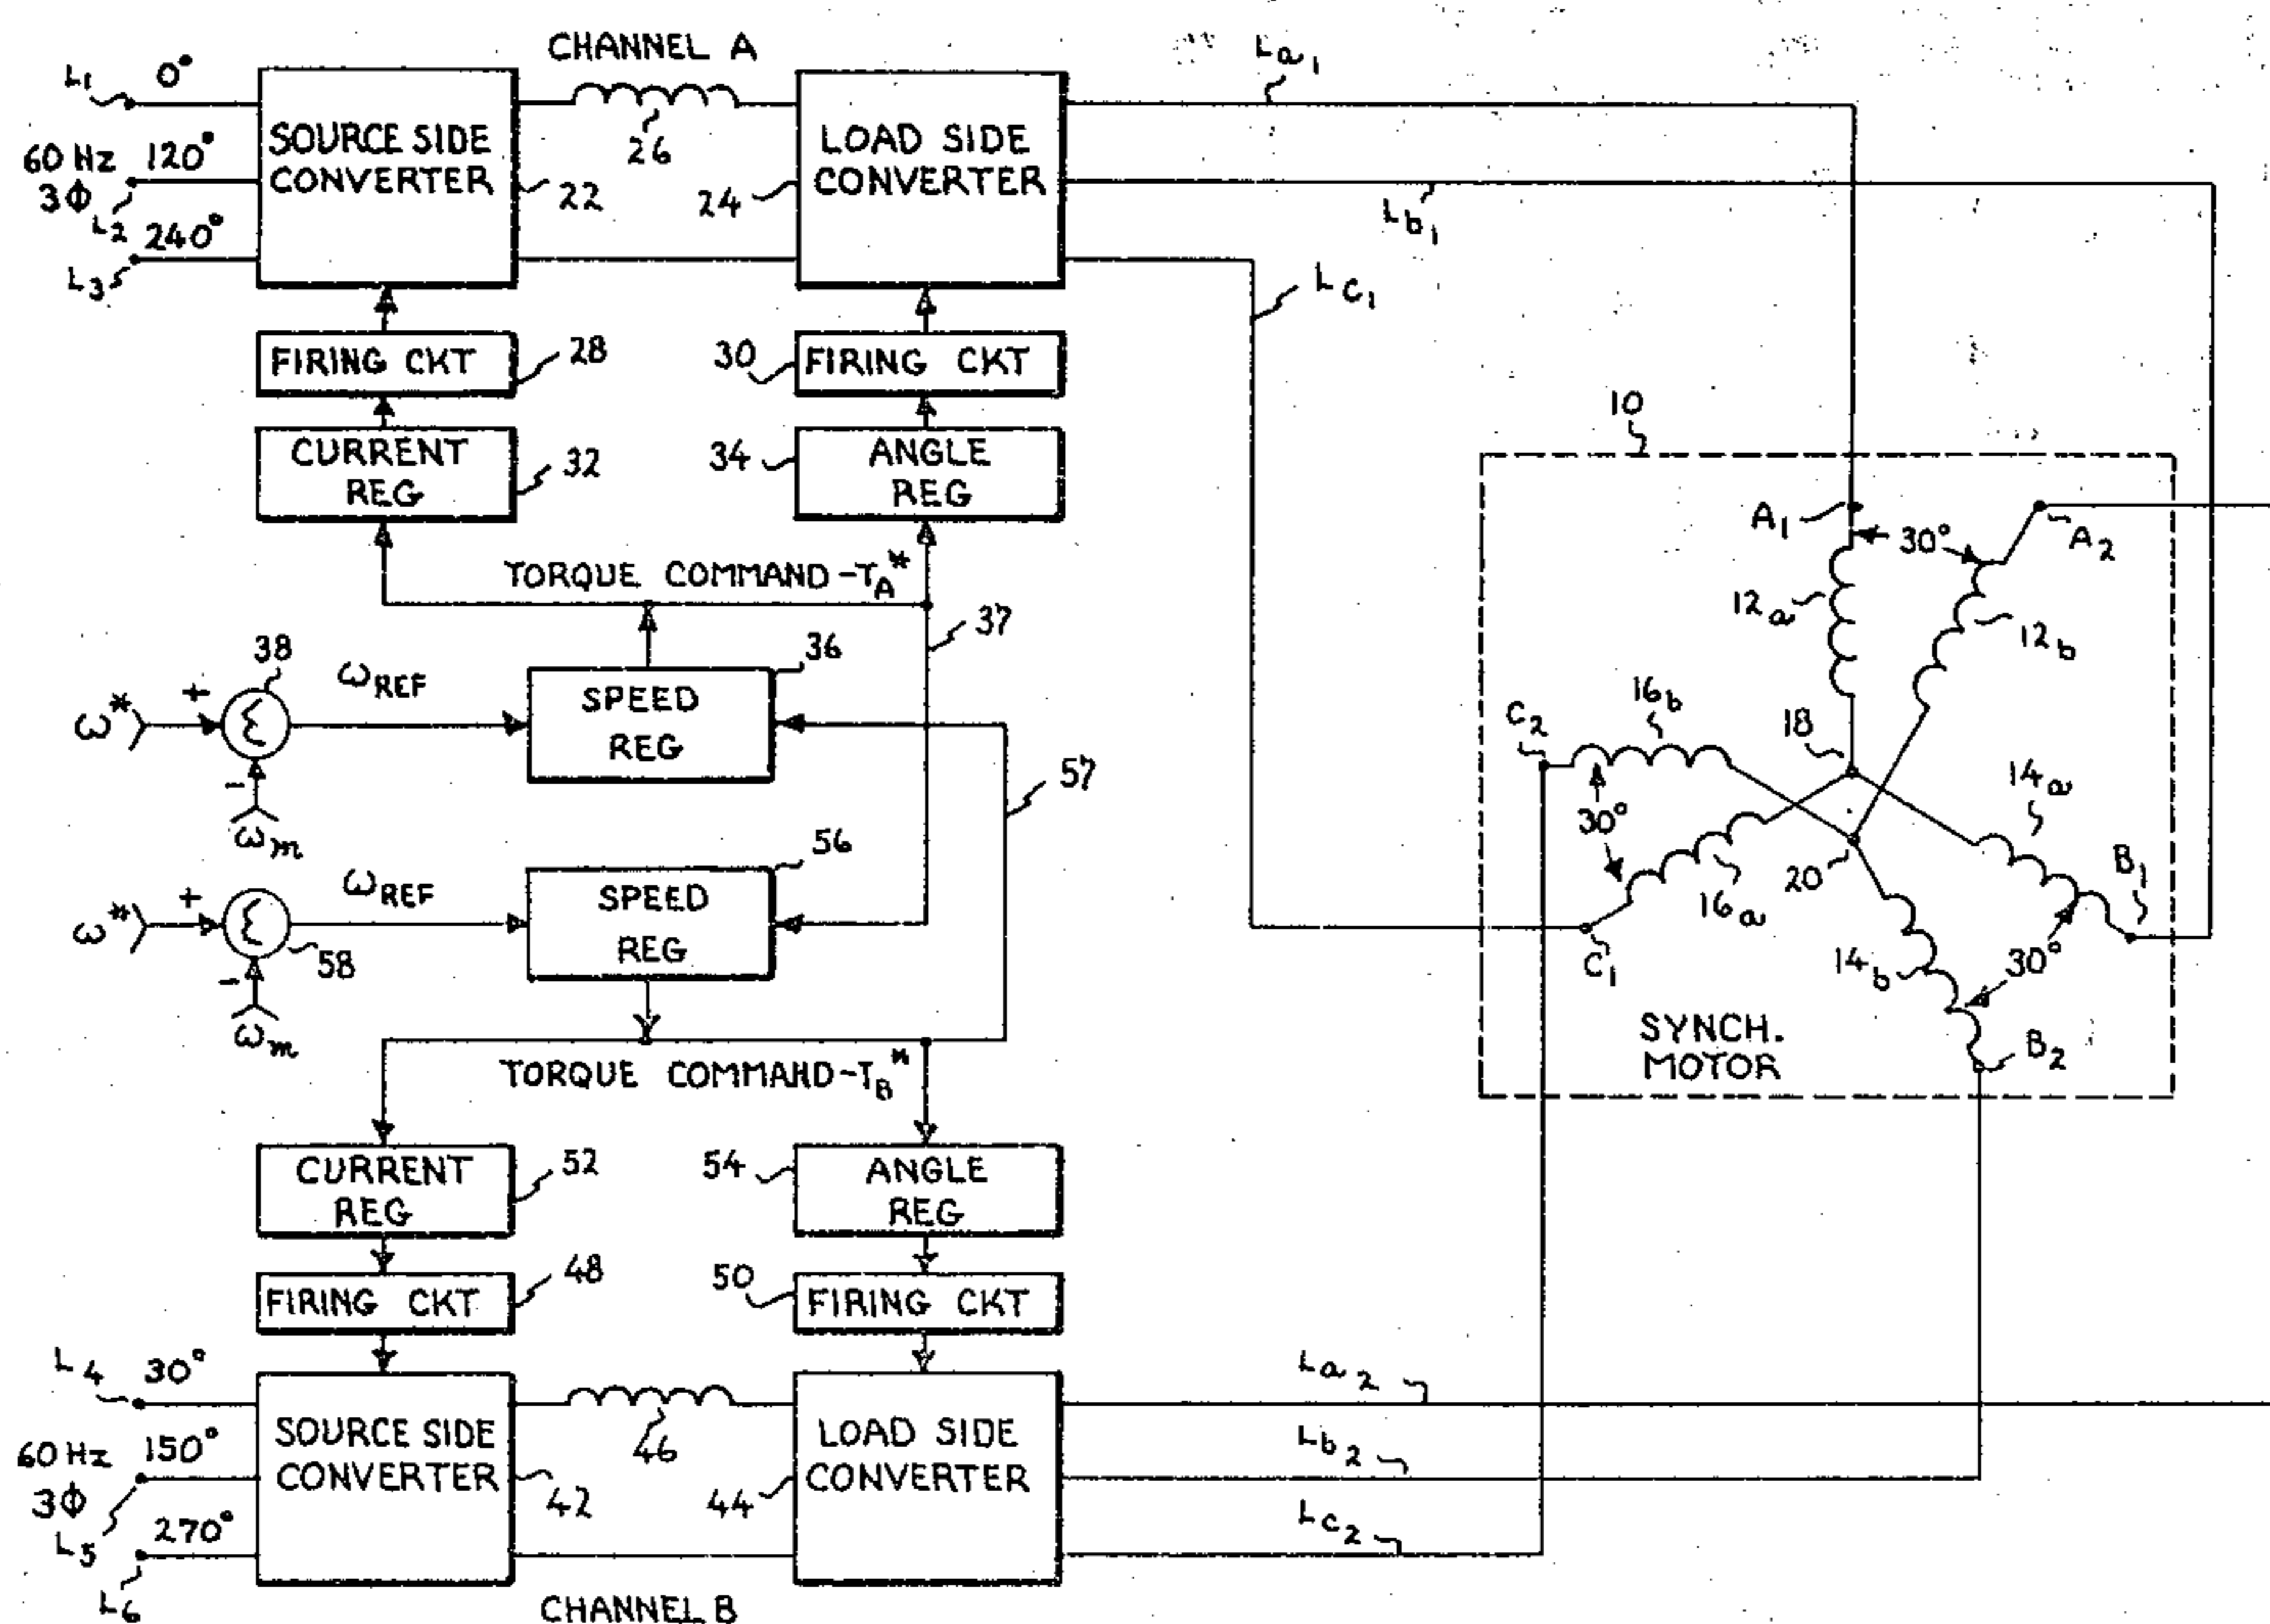 CHANNEL A
L1 0°
60 Hz 120°
3Φ
L2 240°
L3
SOURCE SIDE
CONVERTER
22
26
LOAD SIDE
CONVERTER
24
La1
Lb1
Lc1
FIRING CKT
28
30
FIRING CKT
CURRENT
REG
32
34
ANGLE
REG
TORQUE COMMAND-TA*
37
38
ω*
+
-
ωm
ωREF
SPEED
REG
36
57
ω*
+
-
ωm
58
ωREF
SPEED
REG
56
TORQUE COMMAND-TB*
CURRENT
REG
52
54
ANGLE
REG
FIRING CKT
48
50
FIRING CKT
L4 30°
60 Hz 150°
3Φ
L5 270°
L6
SOURCE SIDE
CONVERTER
42
46
LOAD SIDE
CONVERTER
44
La2
Lb2
Lc2
CHANNEL B
10
A1
30°
A2
12a
12b
16b
C2
18
14a
30°
B1
20
16a
C1
14b
30°
B2
SYNCH.
MOTOR